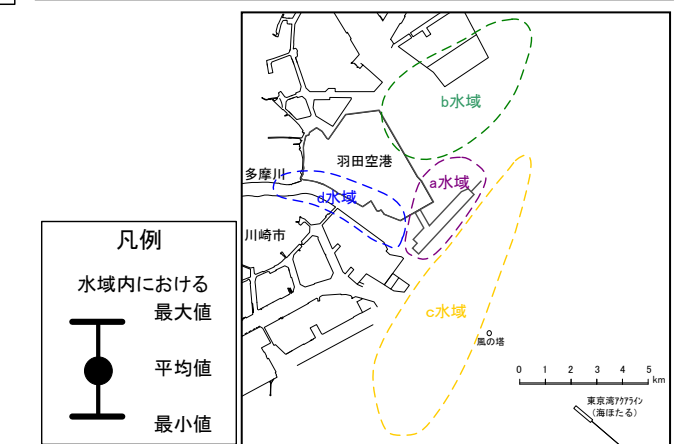 b水域
羽田空港
多摩川
a水域
d水域
川崎市
c水域
風の塔
0 1 2 3 4 5
km
東京湾アクアライン
(海ほたる)
凡例
水域内における
最大値
平均値
最小値